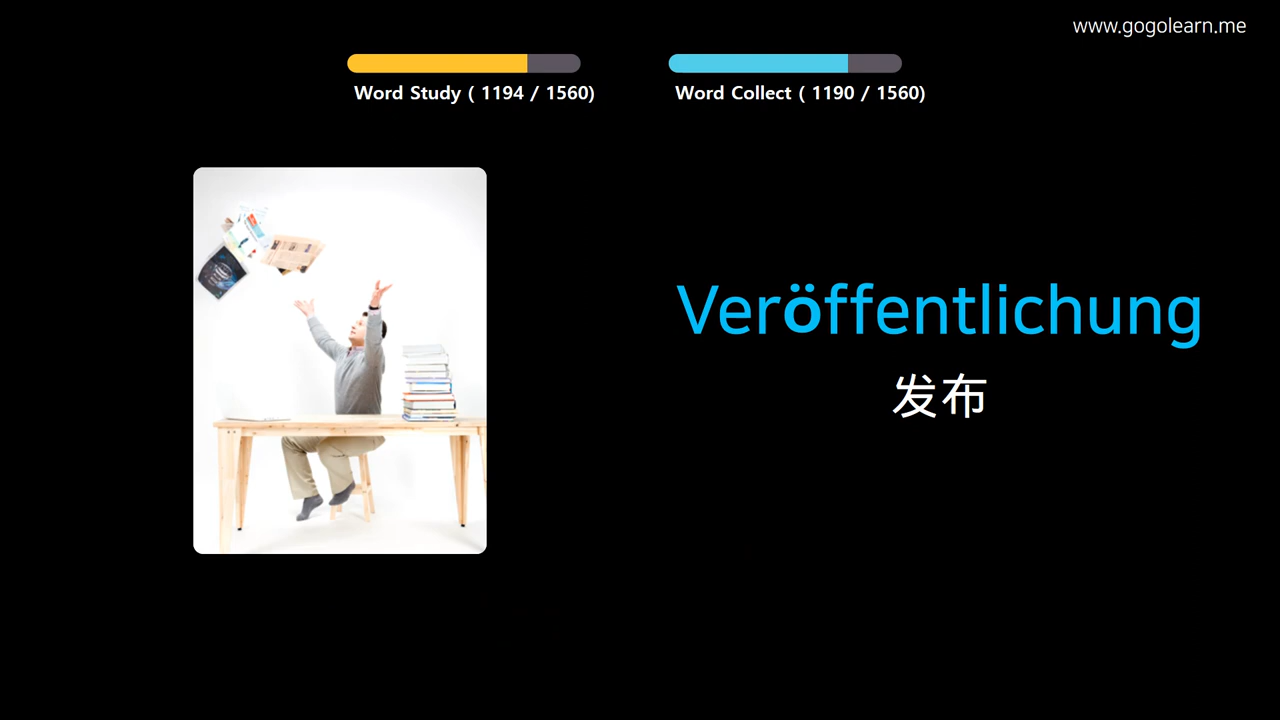 www.gogolearn.me
Word Study ( 1194 / 1560)
Word Collect ( 1190 / 1560)
Veröffentlichung
发布